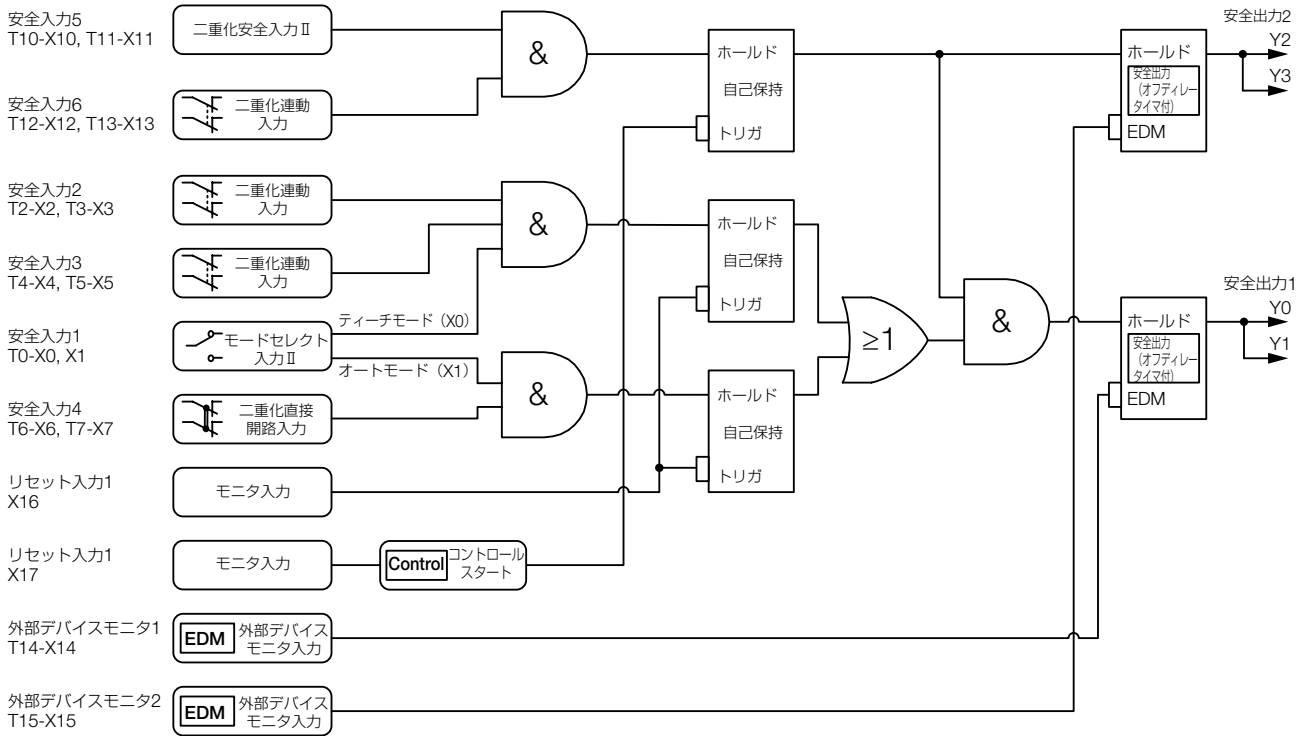 安全入力5
T10-X10, T11-X11
二重化安全入力Ⅱ
&
ホールド
自己保持
トリガ
ホールド
安全出力
(オフディレー
タイマ付)
EDM
安全出力2
Y2
Y3
安全入力6
T12-X12, T13-X13
二重化連動
入力
安全入力2
T2-X2, T3-X3
二重化連動
入力
&
ホールド
自己保持
トリガ
安全入力3
T4-X4, T5-X5
二重化連動
入力
ティーチモード (X0)
安全入力1
T0-X0, X1
モードセレクト
入力Ⅱ
オートモード (X1)
≥1
&
ホールド
安全出力
(オフディレー
タイマ付)
EDM
安全出力1
Y0
Y1
安全入力4
T6-X6, T7-X7
二重化直接
開路入力
&
ホールド
自己保持
トリガ
リセット入力1
X16
モニタ入力
リセット入力1
X17
モニタ入力
Control
コントロール
スタート
外部デバイスモニタ1
T14-X14
EDM
外部デバイス
モニタ入力
外部デバイスモニタ2
T15-X15
EDM
外部デバイス
モニタ入力